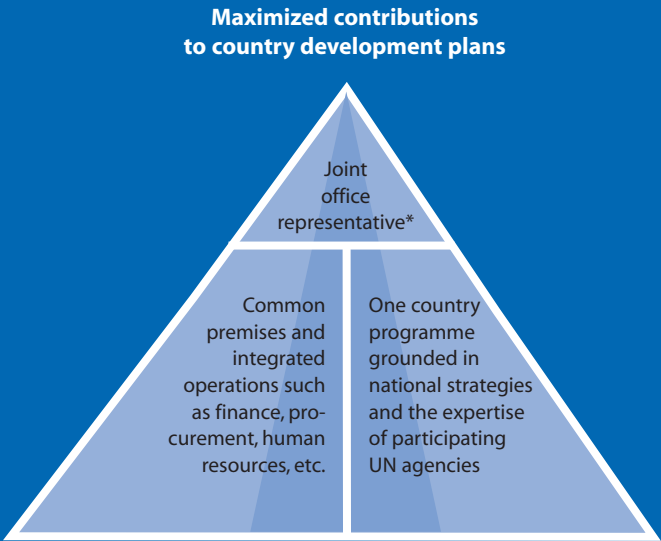 Maximized contributions
to country development plans
Joint
office
representative*
Common
premises and
integrated
operations such
as finance, pro-
curement, human
resources, etc.
One country
programme
grounded in
national strategies
and the expertise
of participating
UN agencies